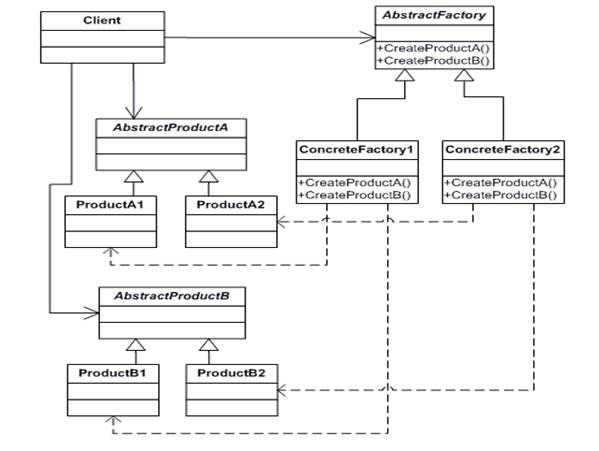 Client
AbstractFactory
+CreateProductA()
+CreateProductB()
AbstractProductA
ConcreteFactory1
+CreateProductA()
+CreateProductB()
ConcreteFactory2
+CreateProductA()
+CreateProductB()
ProductA1
ProductA2
AbstractProductB
ProductB1
ProductB2